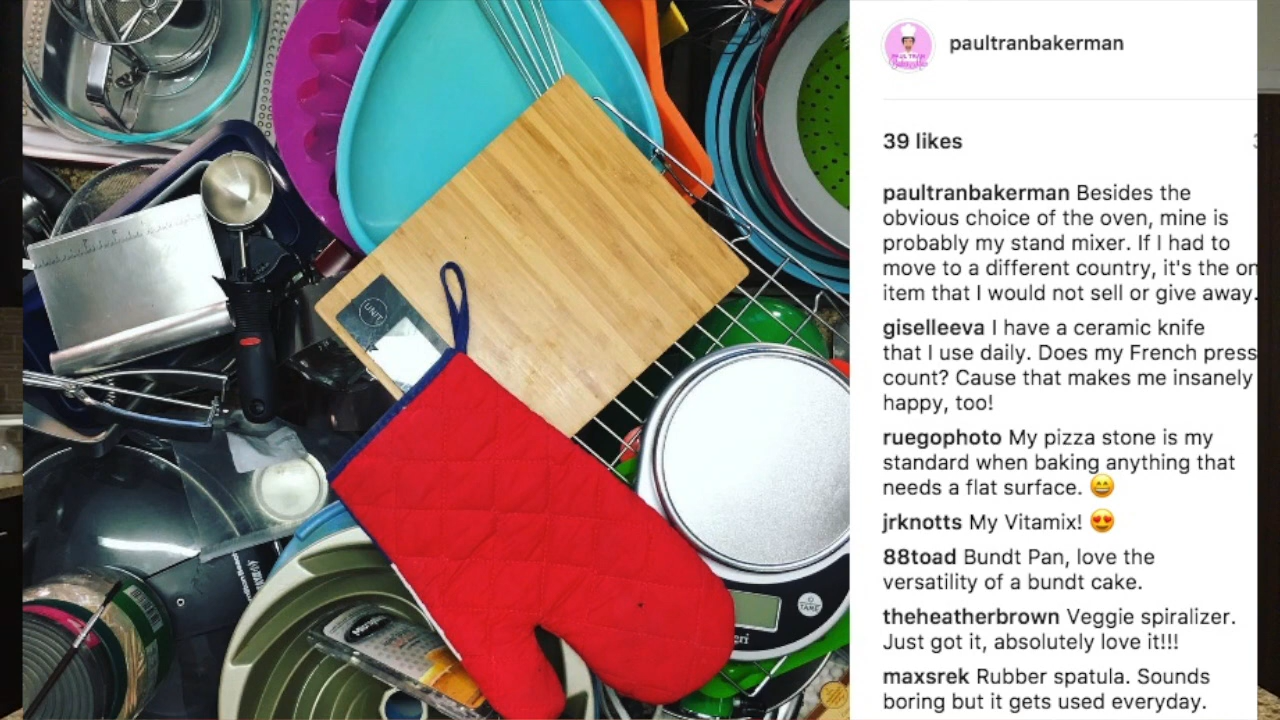 paultranbakerman
39 likes
paultranbakerman Besides the
obvious choice of the oven, mine is
probably my stand mixer. If I had to
move to a different country, it's the on
item that I would not sell or give away.
giselleeva I have a ceramic knife
that I use daily. Does my French press
count? Cause that makes me insanely
happy, too!
ruegophoto My pizza stone is my
standard when baking anything that
needs a flat surface. 😄
jrknotts My Vitamix! 😍
88toad Bundt Pan, love the
versatility of a bundt cake.
theheatherbrown Veggie spiralizer.
Just got it, absolutely love it!!!
maxsrek Rubber spatula. Sounds
boring but it gets used everyday.
UNIT
TARE